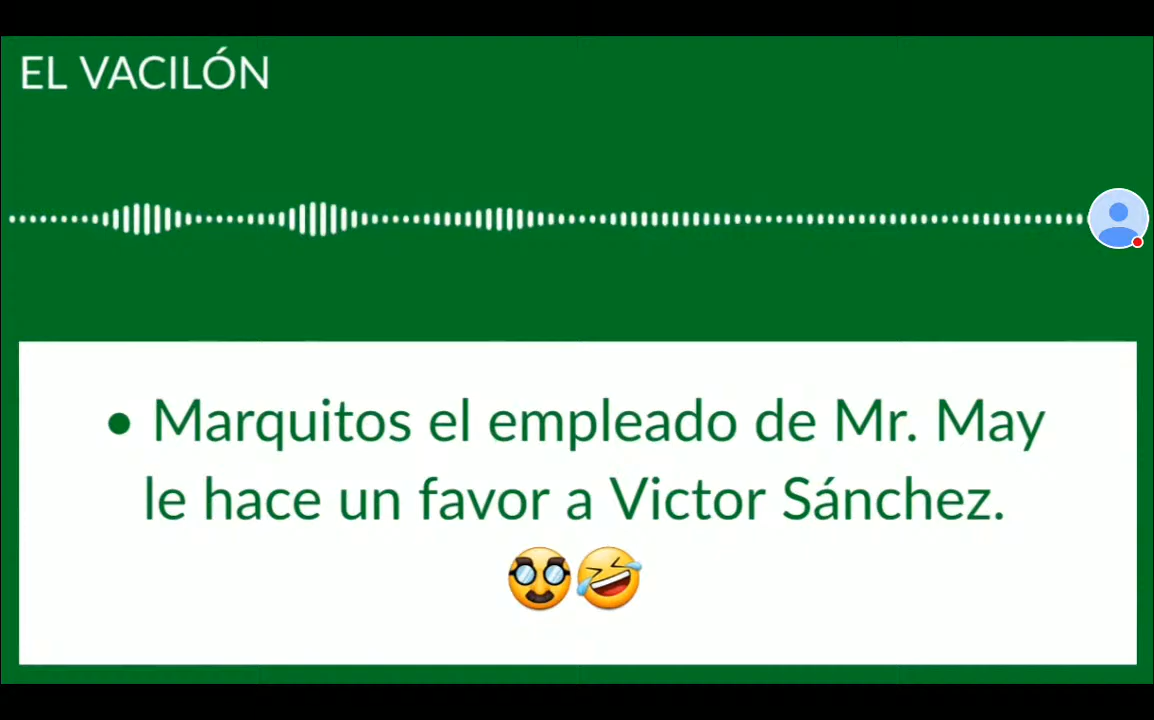 EL VACILÓN
• Marquitos el empleado de Mr. May
le hace un favor a Victor Sánchez.
🥸🤣